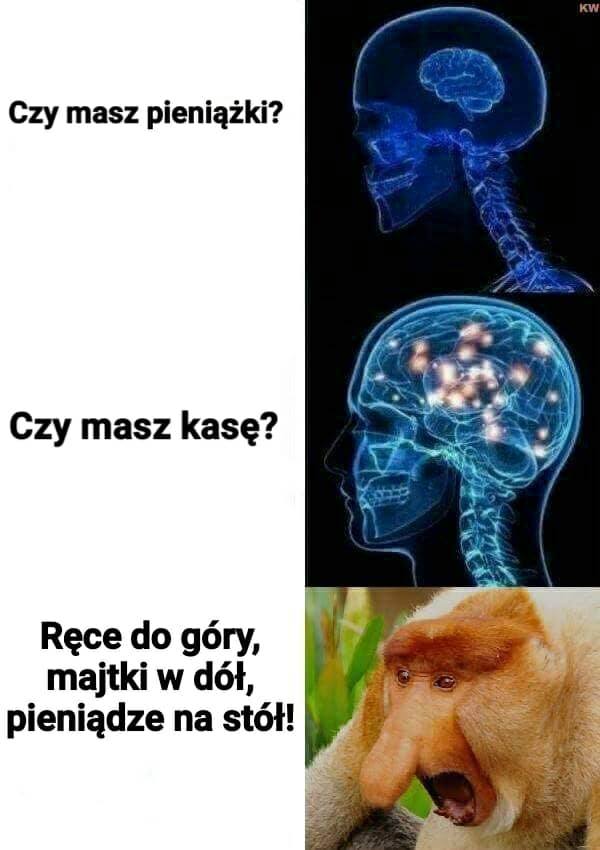 KW
Czy masz pieniążki?
Czy masz kasę?
Ręce do góry,
majtki w dół,
pieniądze na stół!